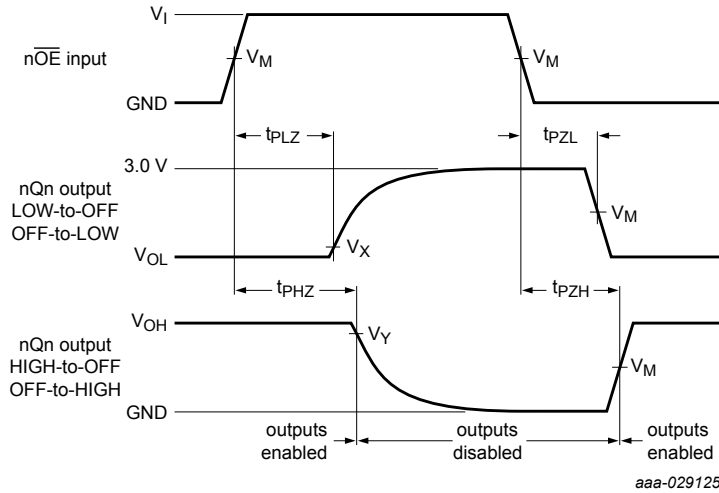 V_I
nO̅E̅ input
V_M
V_M
GND
t_PLZ
t_PZL
3.0 V
nQn output
LOW-to-OFF
OFF-to-LOW
V_M
V_X
V_OL
t_PHZ
t_PZH
V_OH
V_Y
nQn output
HIGH-to-OFF
OFF-to-HIGH
V_M
GND
outputs
enabled
outputs
disabled
outputs
enabled
aaa-029125